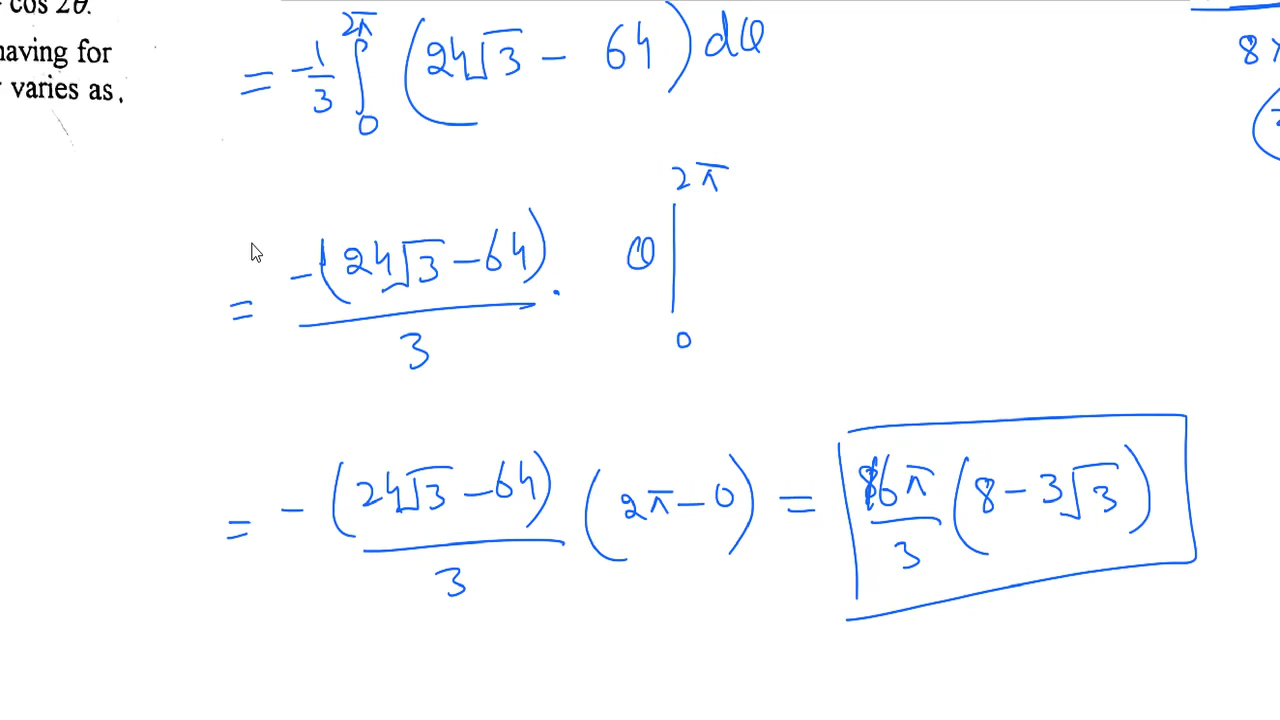 cos 2θ.
having for
varies as.
= -1/3 ∫₀^{2π} (24√3 - 64) dθ
= -(24√3 - 64)/3 · θ |₀^{2π}
= -(24√3 - 64)/3 (2π - 0) = 16π/3 (8 - 3√3)
8